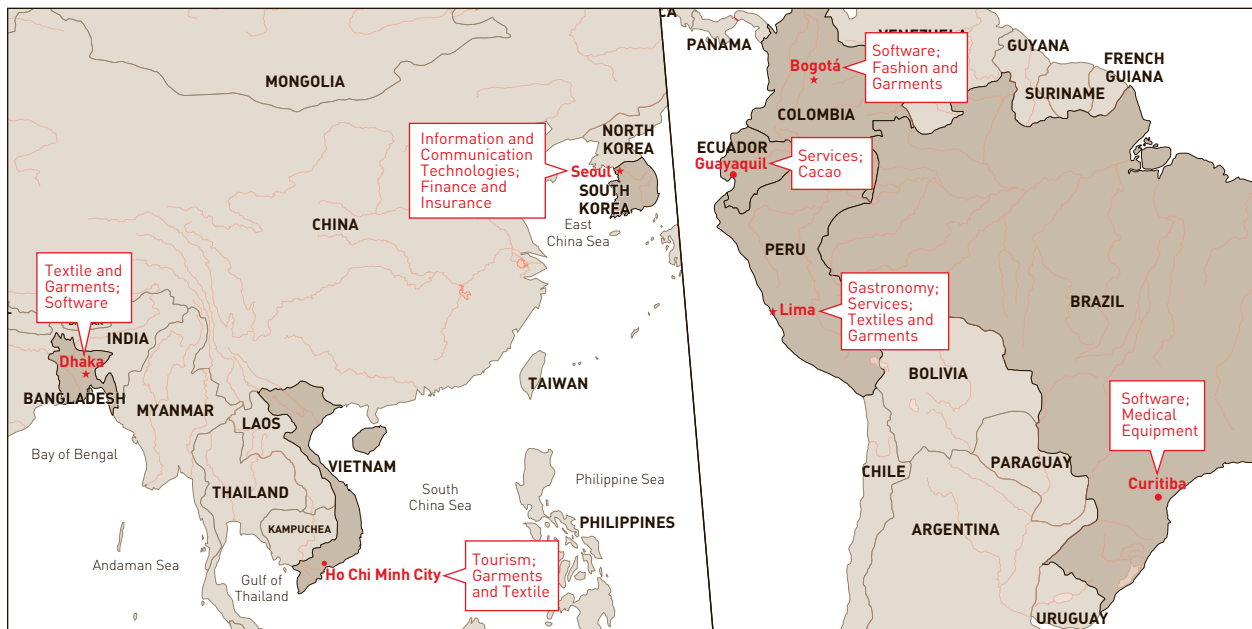 MONGOLIA
NORTH
KOREA
Information and
Communication
Technologies;
Finance and
Insurance
Seoul
SOUTH
KOREA
East
China Sea
CHINA
Textile and
Garments;
Software
INDIA
Dhaka
BANGLADESH
MYANMAR
LAOS
TAIWAN
Bay of Bengal
VIETNAM
THAILAND
South
China Sea
Philippine Sea
KAMPUCHEA
PHILIPPINES
Andaman Sea
Gulf of
Thailand
Ho Chi Minh City
Tourism;
Garments
and Textile
PANAMA
VENEZUELA
GUYANA
FRENCH
GUIANA
SURINAME
Bogotá
Software;
Fashion and
Garments
COLOMBIA
ECUADOR
Guayaquil
Services;
Cacao
PERU
BRAZIL
Lima
Gastronomy;
Services;
Textiles and
Garments
BOLIVIA
Software;
Medical
Equipment
CHILE
PARAGUAY
Curitiba
ARGENTINA
URUGUAY